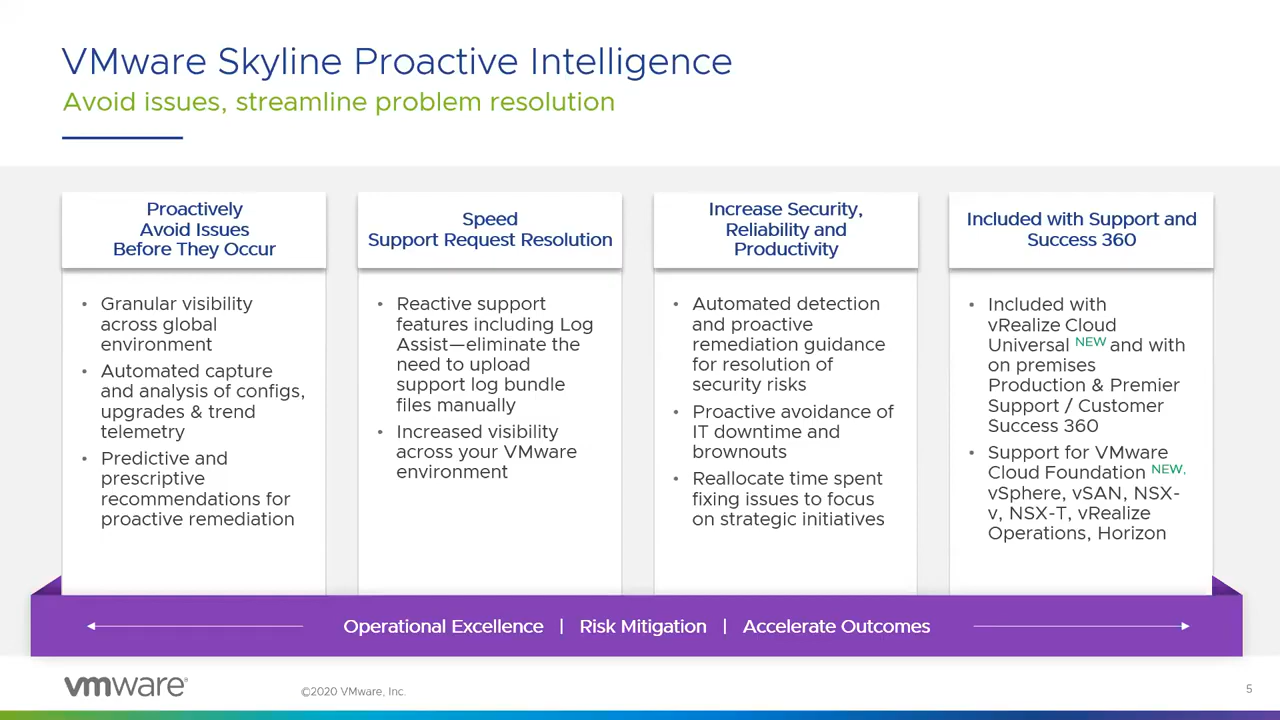 VMware Skyline Proactive Intelligence
Avoid issues, streamline problem resolution
Proactively
Avoid Issues
Before They Occur
• Granular visibility
across global
environment
• Automated capture
and analysis of configs,
upgrades & trend
telemetry
• Predictive and
prescriptive
recommendations for
proactive remediation
Speed
Support Request Resolution
• Reactive support
features including Log
Assist—eliminate the
need to upload
support log bundle
files manually
• Increased visibility
across your VMware
environment
Increase Security,
Reliability and
Productivity
• Automated detection
and proactive
remediation guidance
for resolution of
security risks
• Proactive avoidance of
IT downtime and
brownouts
• Reallocate time spent
fixing issues to focus
on strategic initiatives
Included with Support and
Success 360
• Included with
vRealize Cloud
Universal NEW and with
on premises
Production & Premier
Support / Customer
Success 360
• Support for VMware
Cloud Foundation NEW,
vSphere, vSAN, NSX-
v, NSX-T, vRealize
Operations, Horizon
Operational Excellence | Risk Mitigation | Accelerate Outcomes
vmware®
©2020 VMware, Inc.
5